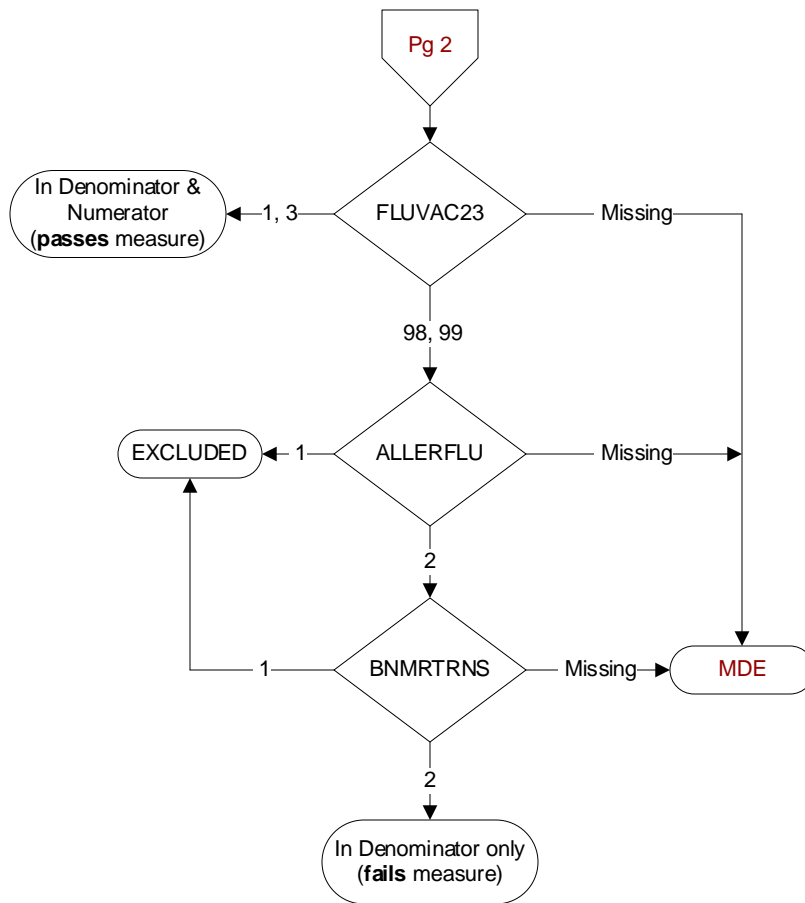 Pg 2
In Denominator &
Numerator
(passes measure)
1, 3
FLUVAC23
Missing
98, 99
EXCLUDED
1
ALLERFLU
Missing
2
1
BNMRTRNS
Missing
MDE
2
In Denominator only
(fails measure)